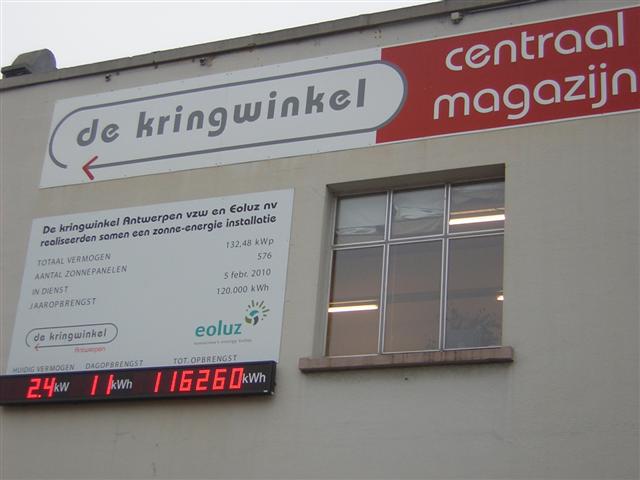 de kringwinkel
centraal
magazijn
De kringwinkel Antwerpen vzw en Eoluz nv
realiseerden samen een zonne-energie installatie
TOTAAL VERMOGEN 132,48 kWp
AANTAL ZONNEPANELEN 576
IN DIENST 5 febr. 2010
JAAROPBRENGST 120.000 kWh
de kringwinkel
Antwerpen
eoluz
HUIDIG VERMOGEN DAGOPBRENGST TOT. OPBRENGST
2.4 kW 11 kWh 116260 kWh